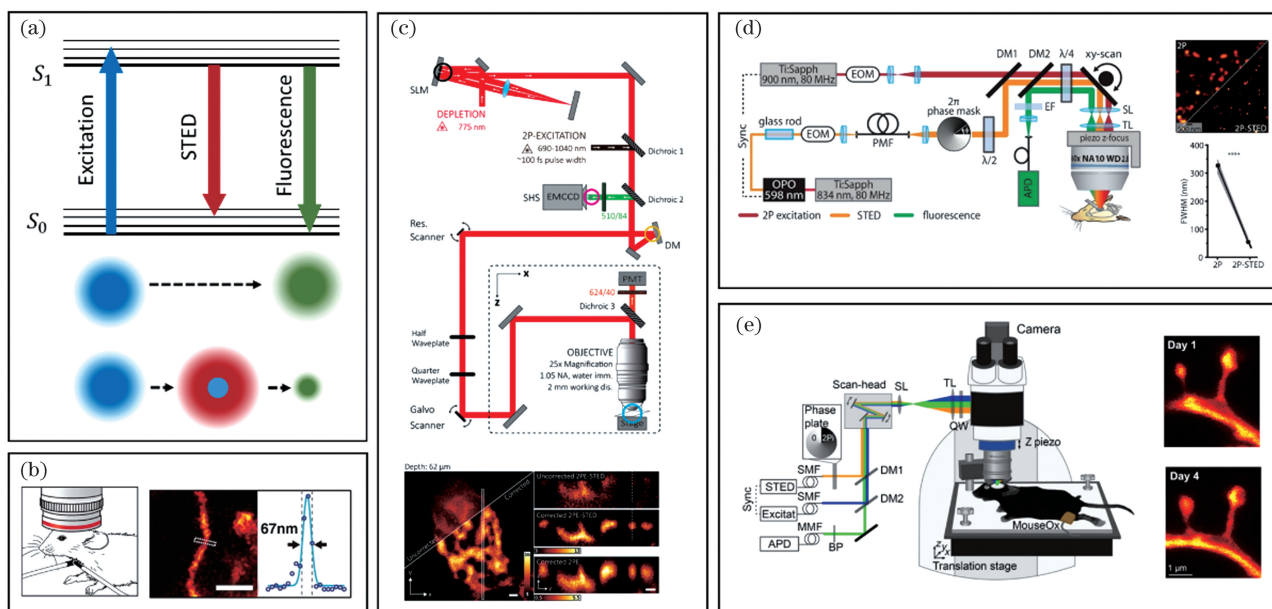 (a)
S1
S0
Excitation
STED
Fluorescence
(b)
67nm
(c)
SLM
DEPLETION
775 nm
2P-EXCITATION
690-1040 nm
~100 fs pulse width
Dichroic 1
SHS
EMCCD
510/84
Dichroic 2
Res.
Scanner
DM
x
z
PMT
624/40
Dichroic 3
Half
Waveplate
Quarter
Waveplate
Galvo
Scanner
OBJECTIVE
25x Magnification
1.05 NA, water imm.
2 mm working dis.
Stage
Depth: 62 µm
Uncorrected
Corrected
Uncorrected 2PE-STED
Corrected 2PE-STED
Corrected 2PE
(d)
Ti:Sapph
900 nm, 80 MHz
EOM
DM1
DM2
λ/4
xy-scan
Sync
glass rod
EOM
PMF
2π
phase mask
λ/2
EF
APD
SL
TL
piezo z-focus
OPO
598 nm
Ti:Sapph
834 nm, 80 MHz
2P excitation
STED
fluorescence
2P
500 nm
2P-STED
****
FWHM (nm)
400
300
200
100
0
2P
2P-STED
(e)
Camera
Scan-head
SL
TL
QW
Z piezo
Phase
plate
0
2Pi
SMF
STED
DM1
Sync
SMF
Excitat
DM2
MMF
APD
BP
MouseOx
Z
Y
X
Translation stage
Day 1
Day 4
1 µm